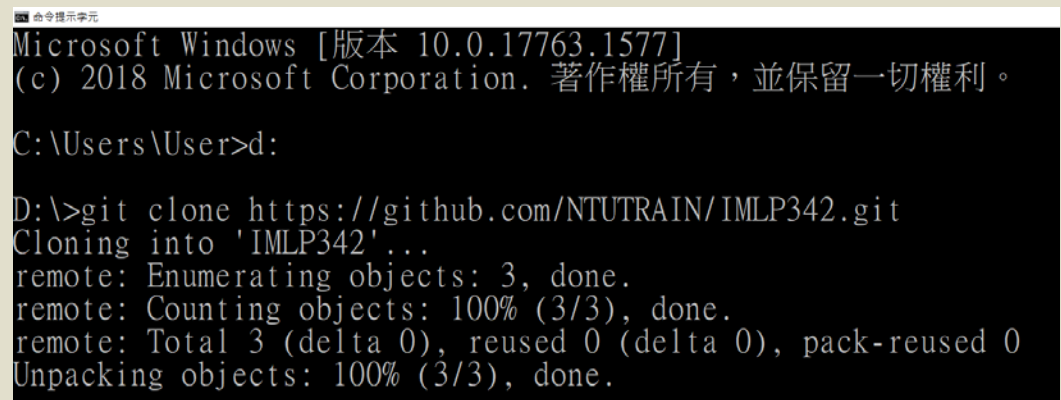 命令提示字元
Microsoft Windows [版本 10.0.17763.1577]
(c) 2018 Microsoft Corporation. 著作權所有，並保留一切權利。
C:\Users\User>d:
D:\>git clone https://github.com/NTUTRAIN/IMLP342.git
Cloning into 'IMLP342'...
remote: Enumerating objects: 3, done.
remote: Counting objects: 100% (3/3), done.
remote: Total 3 (delta 0), reused 0 (delta 0), pack-reused 0
Unpacking objects: 100% (3/3), done.